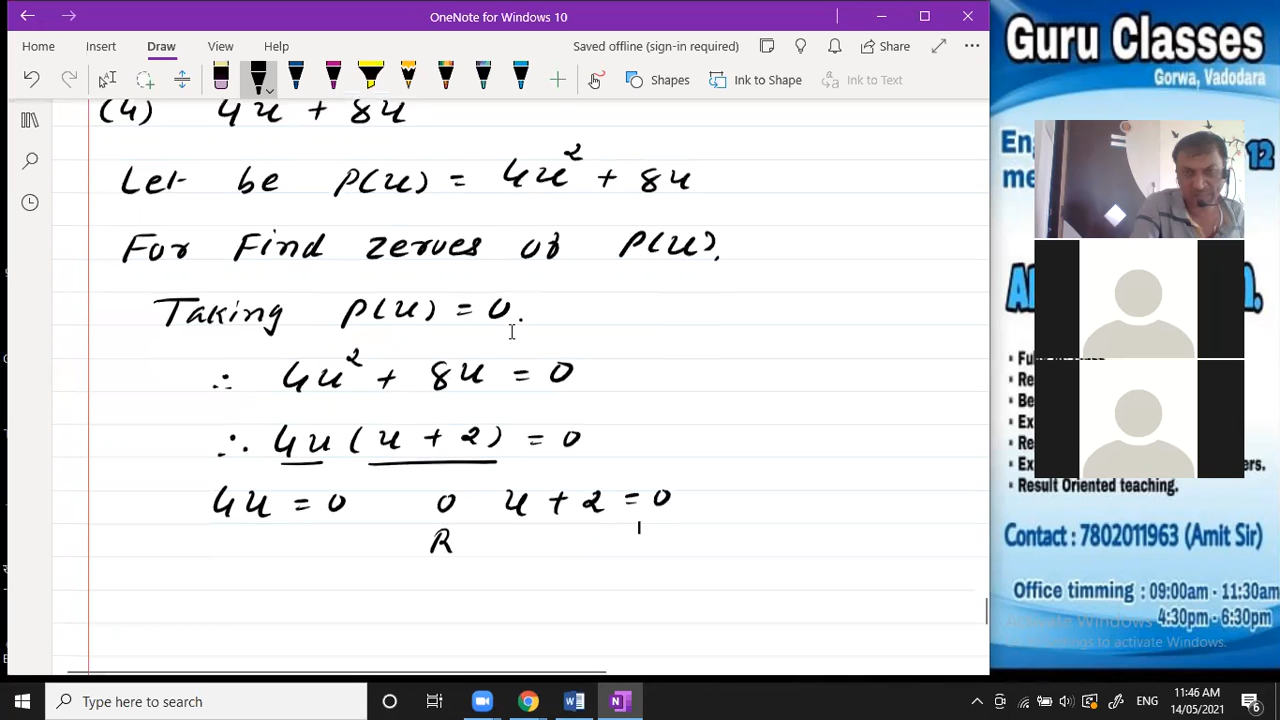 OneNote for Windows 10
Home Insert Draw View Help Saved offline (sign-in required) Share
Shapes Ink to Shape Ink to Text
(4) 4u + 8u
Let be P(u) = 4u² + 8u
For Find zeroes of P(u).
Taking P(u) = 0.
∴ 4u² + 8u = 0
∴ 4u (u + 2) = 0
4u = 0 0 u + 2 = 0
R
Guru Classes
Gorwa, Vadodara
12
Result Oriented teaching.
Contact : 7802011963 (Amit Sir)
Office timming : 09:00am - 11:30am
4:30pm - 6:30pm
Type here to search
ENG
11:46 AM
14/05/2021
6